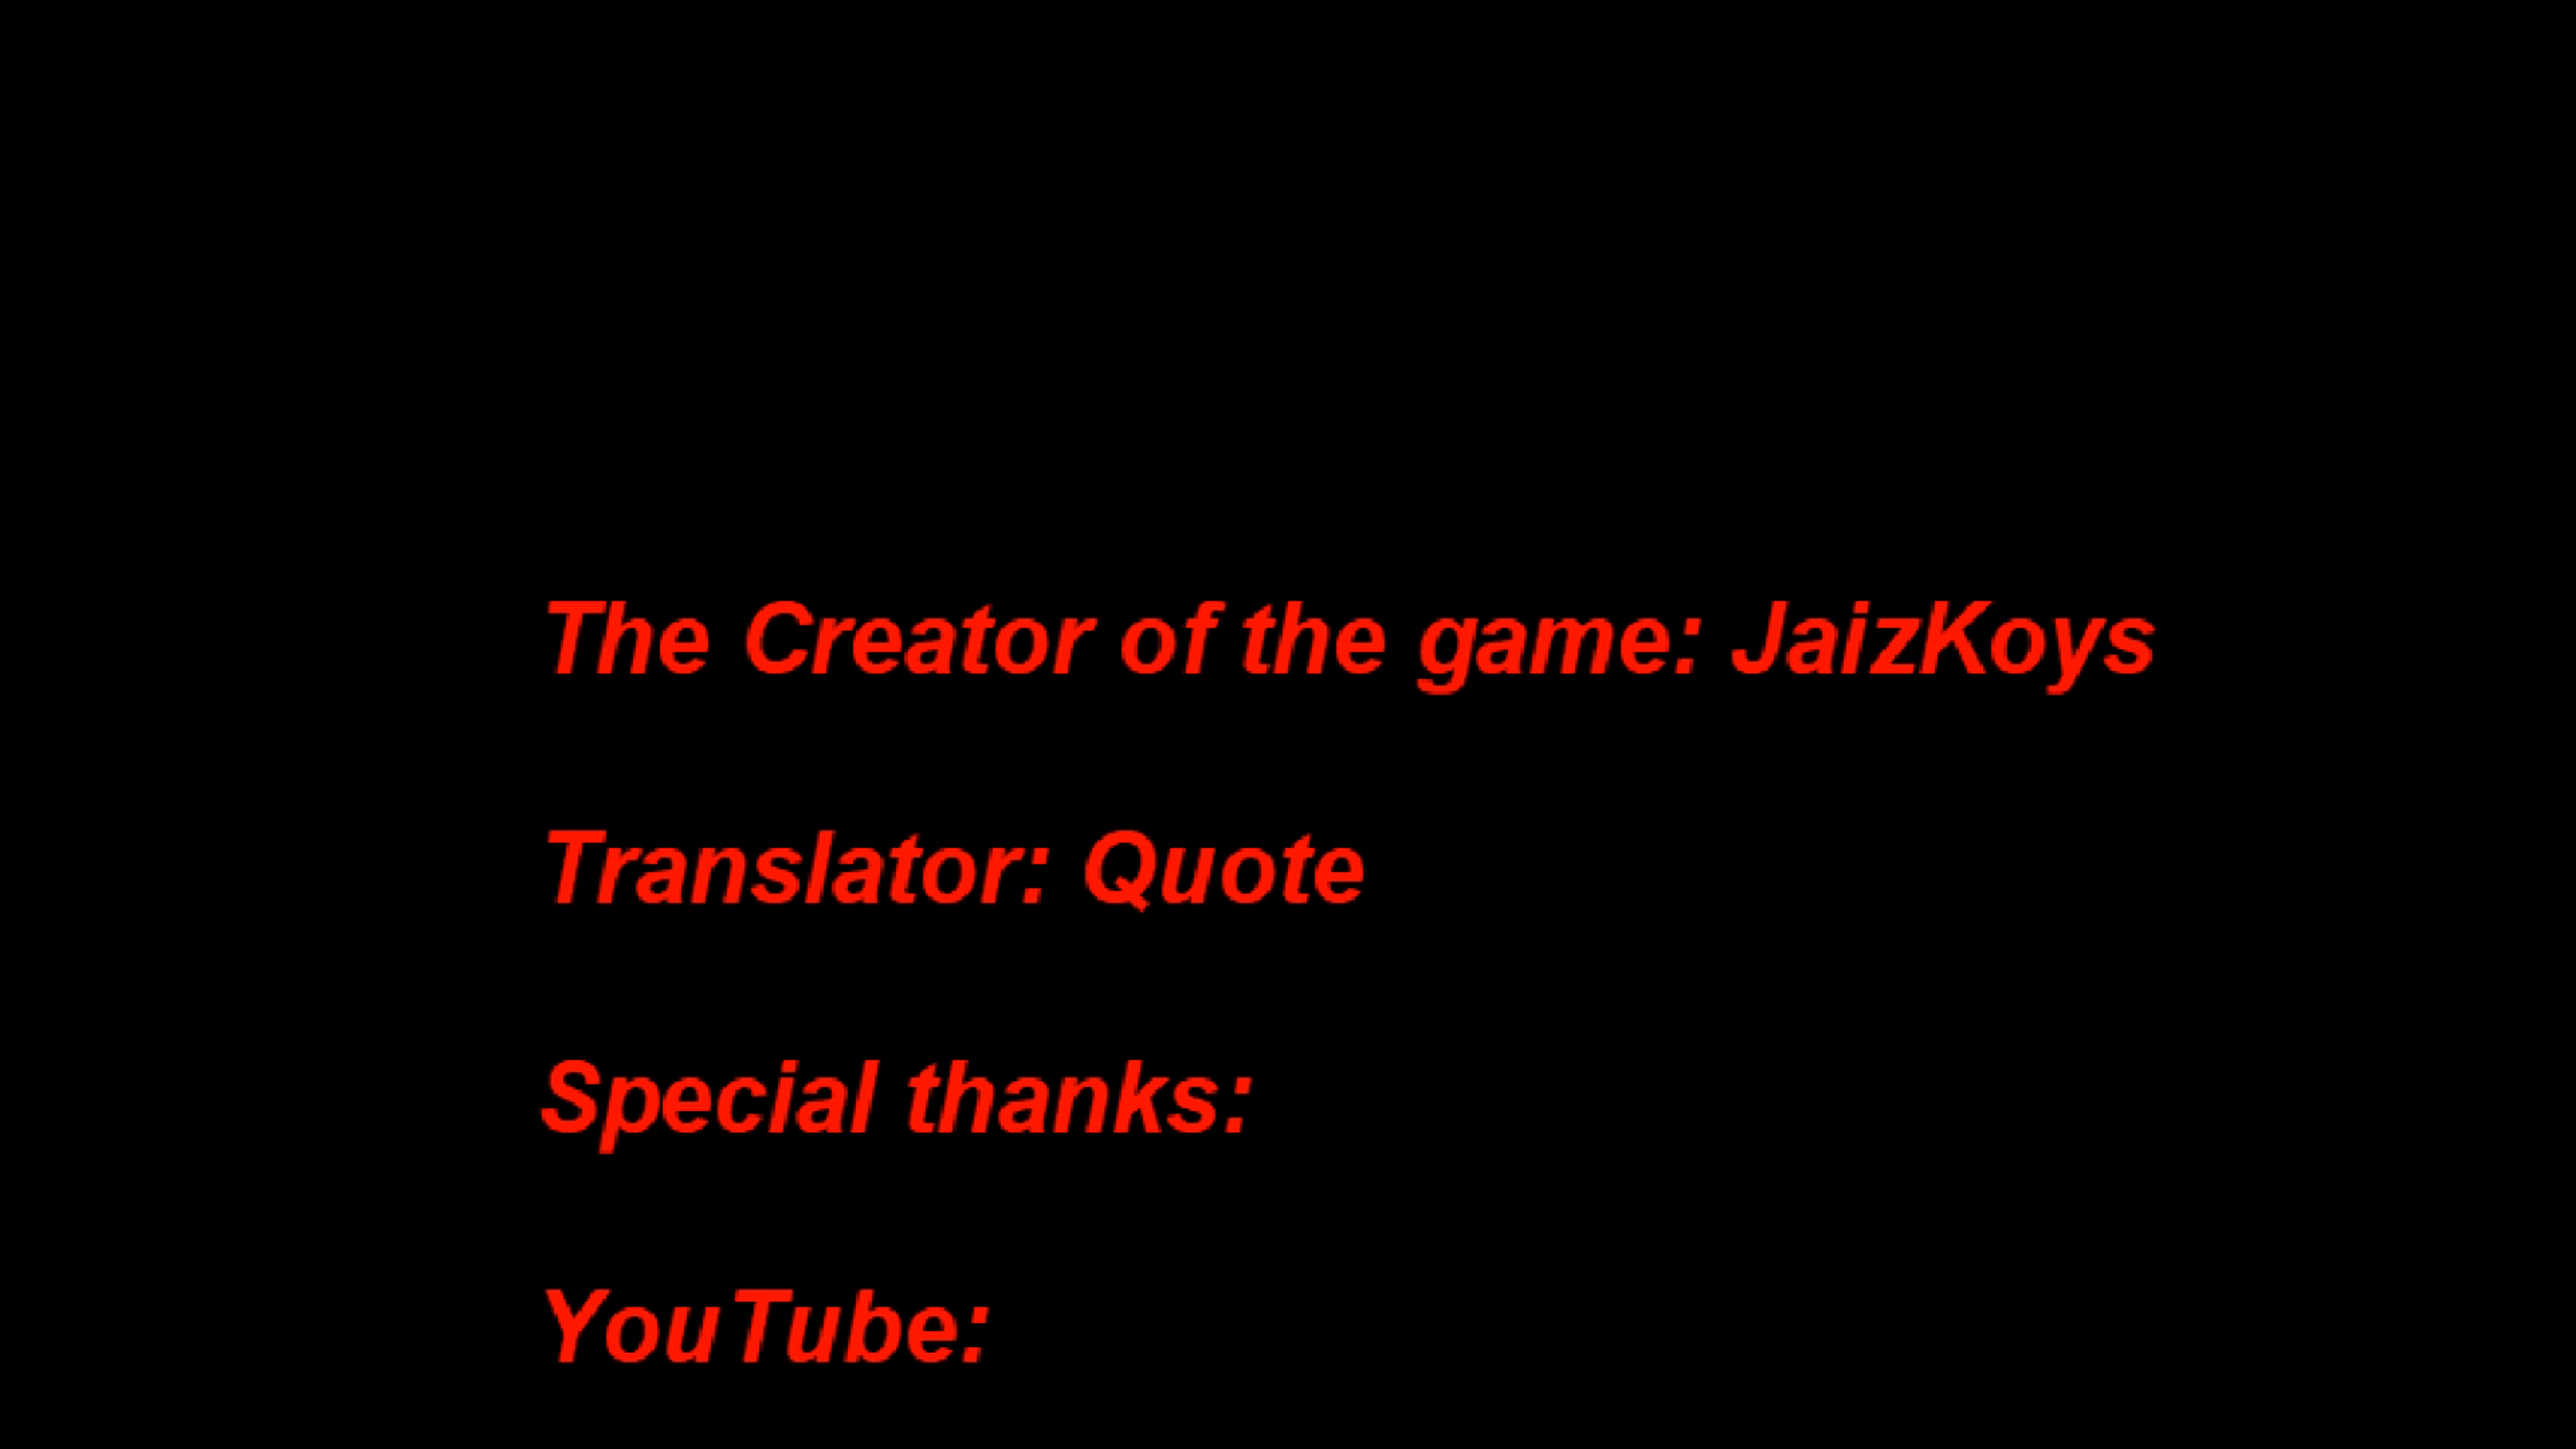 The Creator of the game: JaizKoys
Translator: Quote
Special thanks:
YouTube: